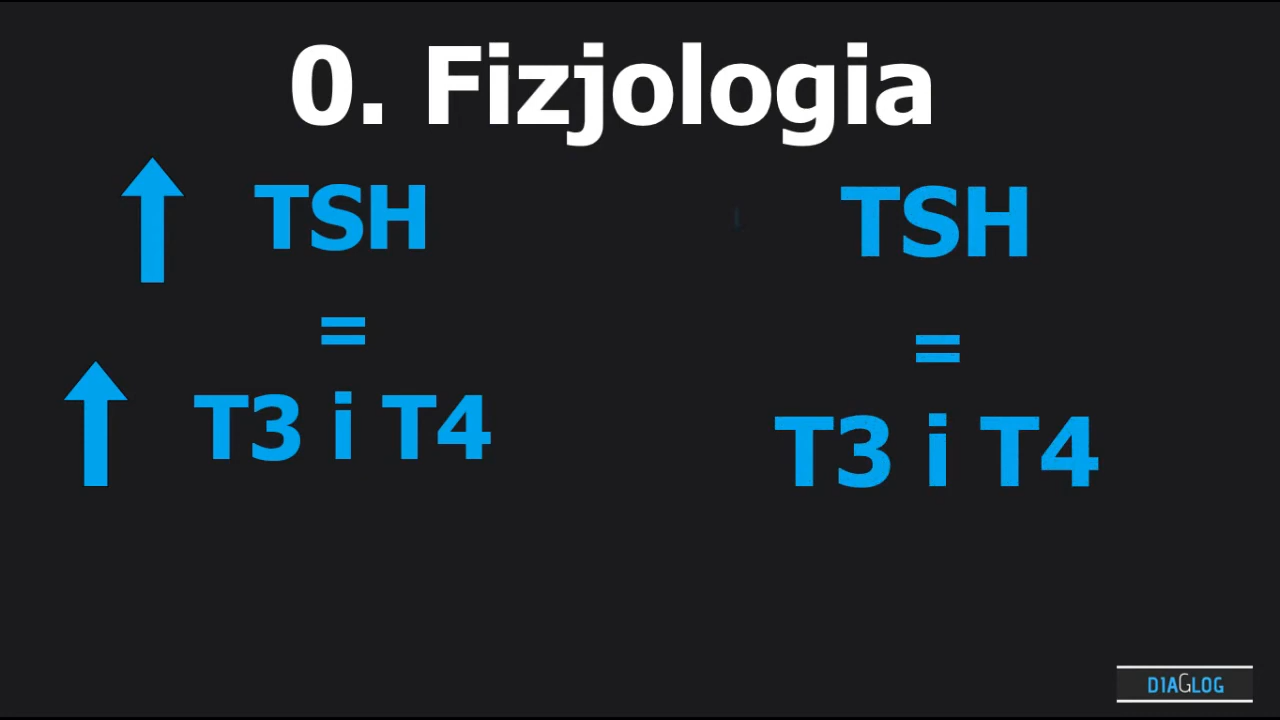 0. Fizjologia
TSH
=
T3 i T4
TSH
=
T3 i T4
DIAGLOG